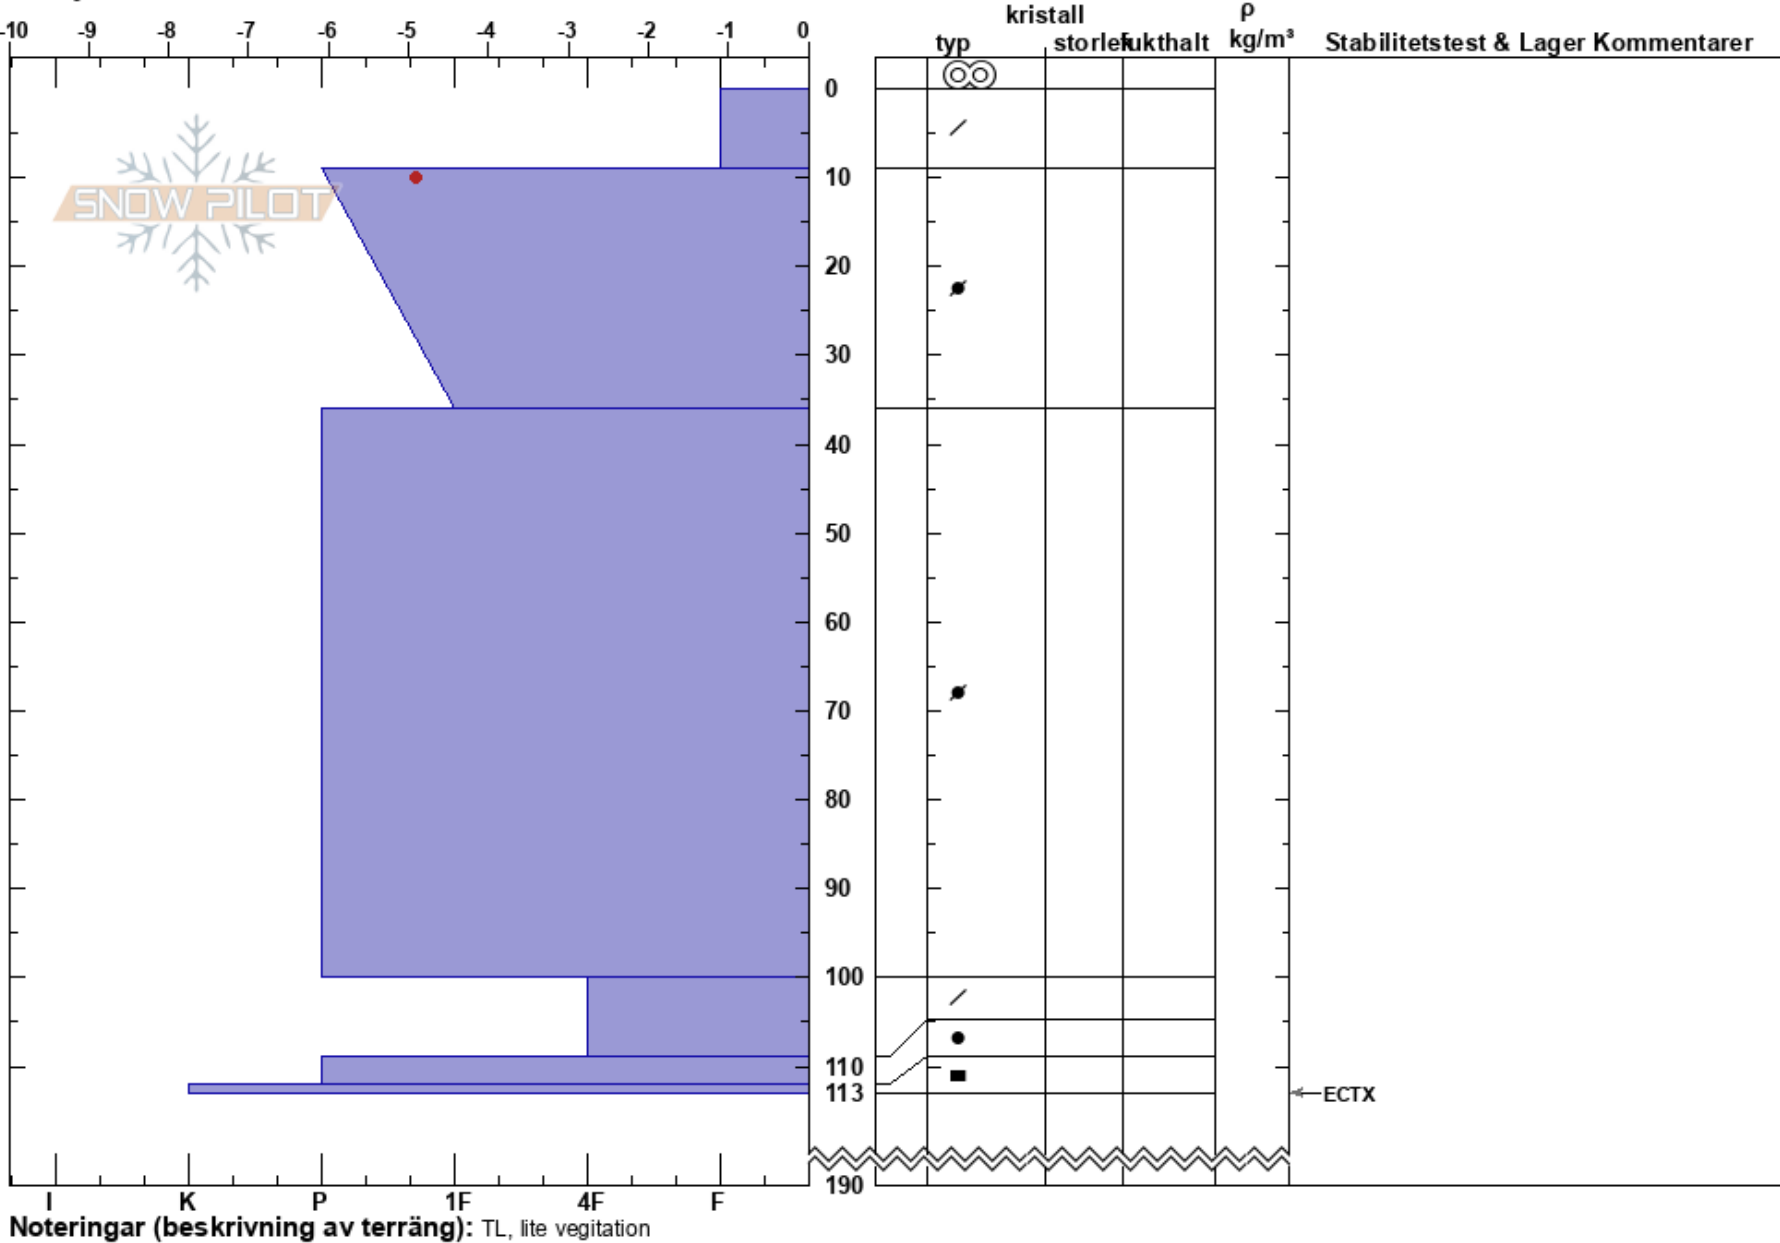 kristall ρ
-10 -9 -8 -7 -6 -5 -4 -3 -2 -1 0
typ storlek fukthalt kg/m³ Stabilitetstest & Lager Kommentarer
0
SNOW PILOT
10
20
30
40
50
60
70
80
90
100
110
113 ECTX
190
I K P 1F 4F F
Noteringar (beskrivning av terräng): TL, lite vegitation